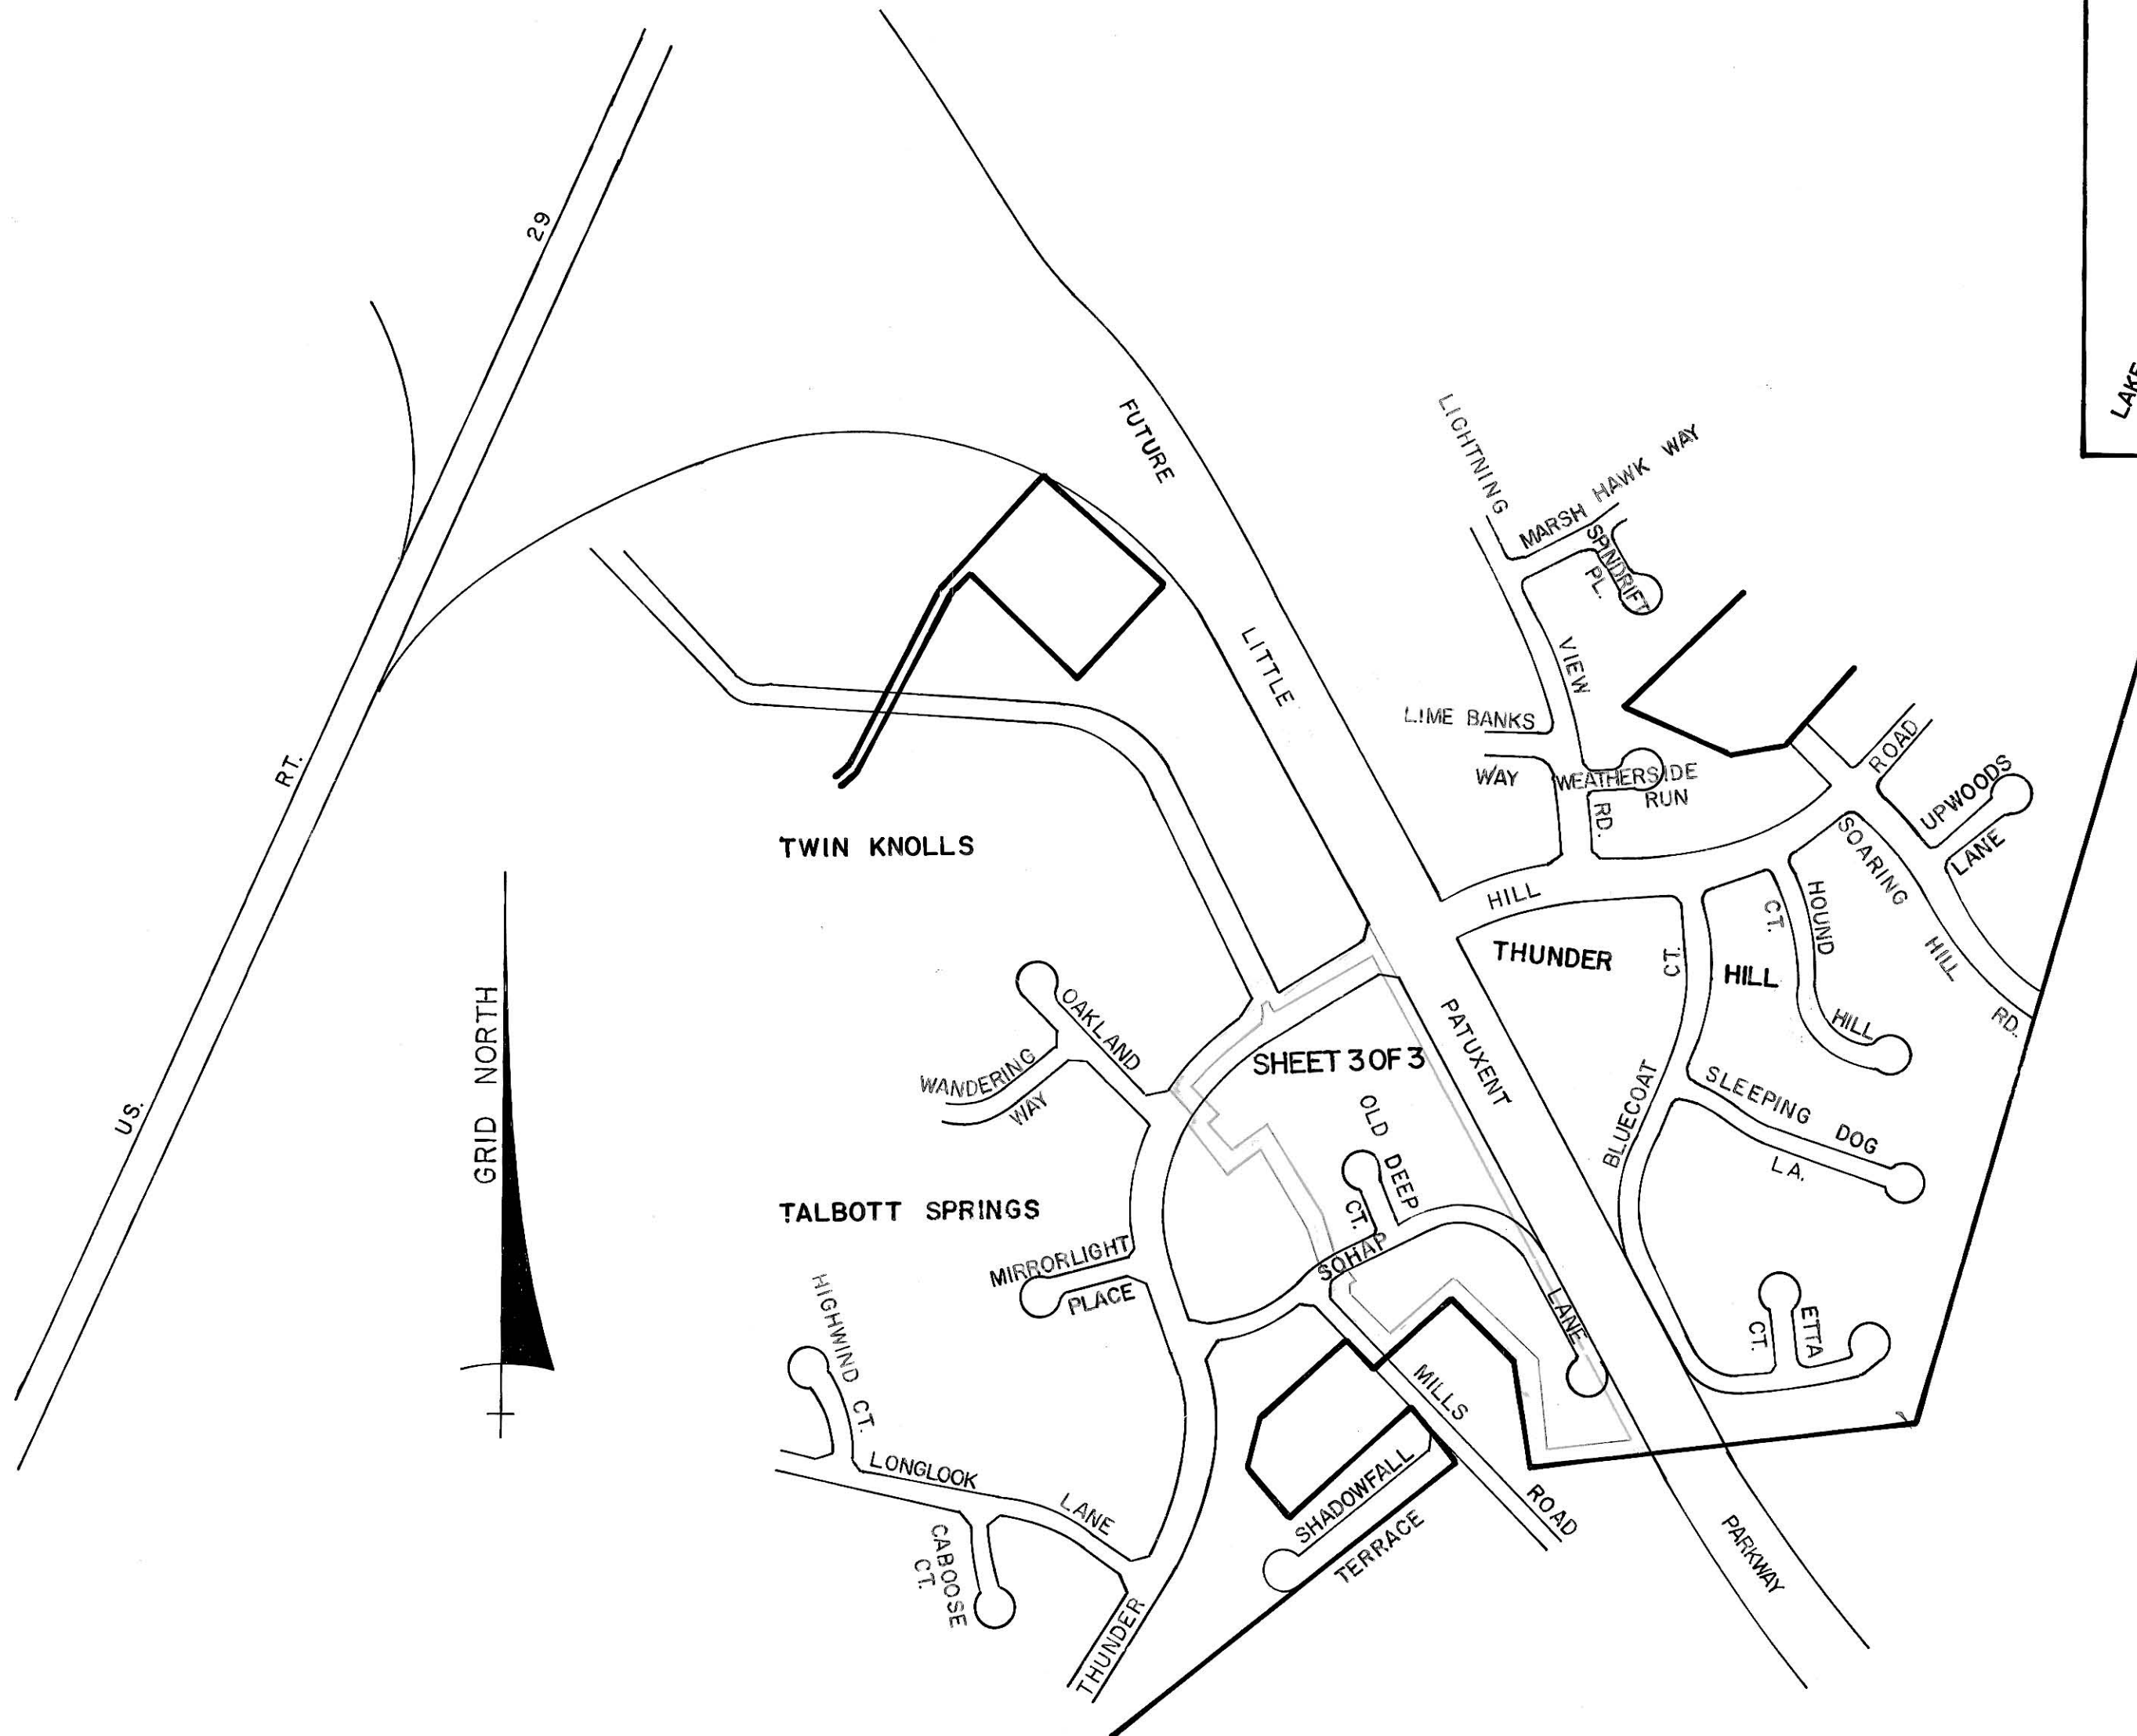 US. RT. 29
GRID NORTH
FUTURE LITTLE PATUXENT PARKWAY
LAKE
LIGHTNING VIEW RD.
MARSH HAWK WAY
SPINDRIFT
PL.
LIME BANKS
WAY
WEATHERSIDE
RUN
ROAD
UPWOODS
LANE
SOARING HILL RD.
HILL
HOUND HILL
CT.
THUNDER HILL
TWIN KNOLLS
OAKLAND
WANDERING
WAY
SHEET 3 OF 3
OLD DEEP
CT.
BLUECOAT
CT.
SLEEPING DOG
LA.
ETTA
CT.
TALBOTT SPRINGS
MIRRORLIGHT
PLACE
SOHAP LANE
MILLS ROAD
HIGHWIND CT.
LONGLOOK LANE
CABOOSE
CT.
SHADOWFALL
TERRACE
THUNDER